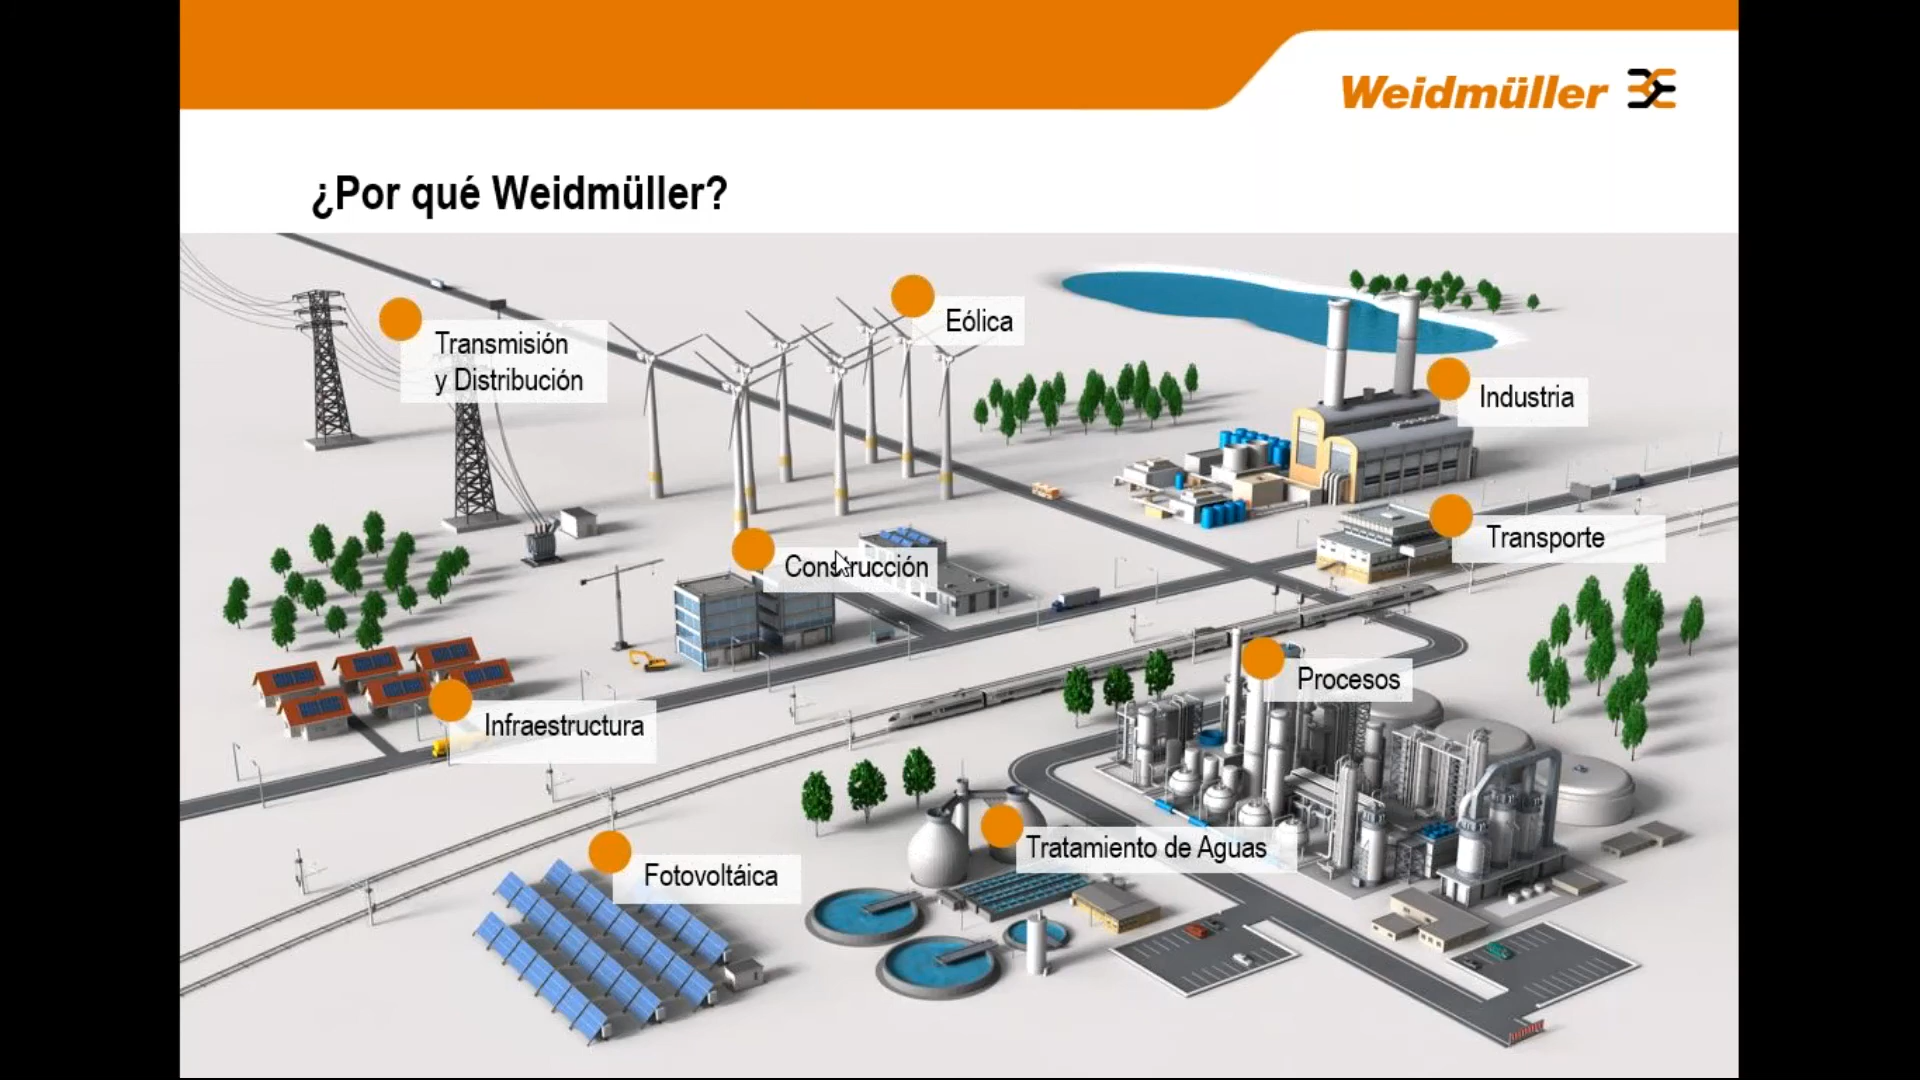 Weidmüller
¿Por qué Weidmüller?
Eólica
Transmisión
y Distribución
Industria
Transporte
Construcción
Procesos
Infraestructura
Tratamiento de Aguas
Fotovoltáica